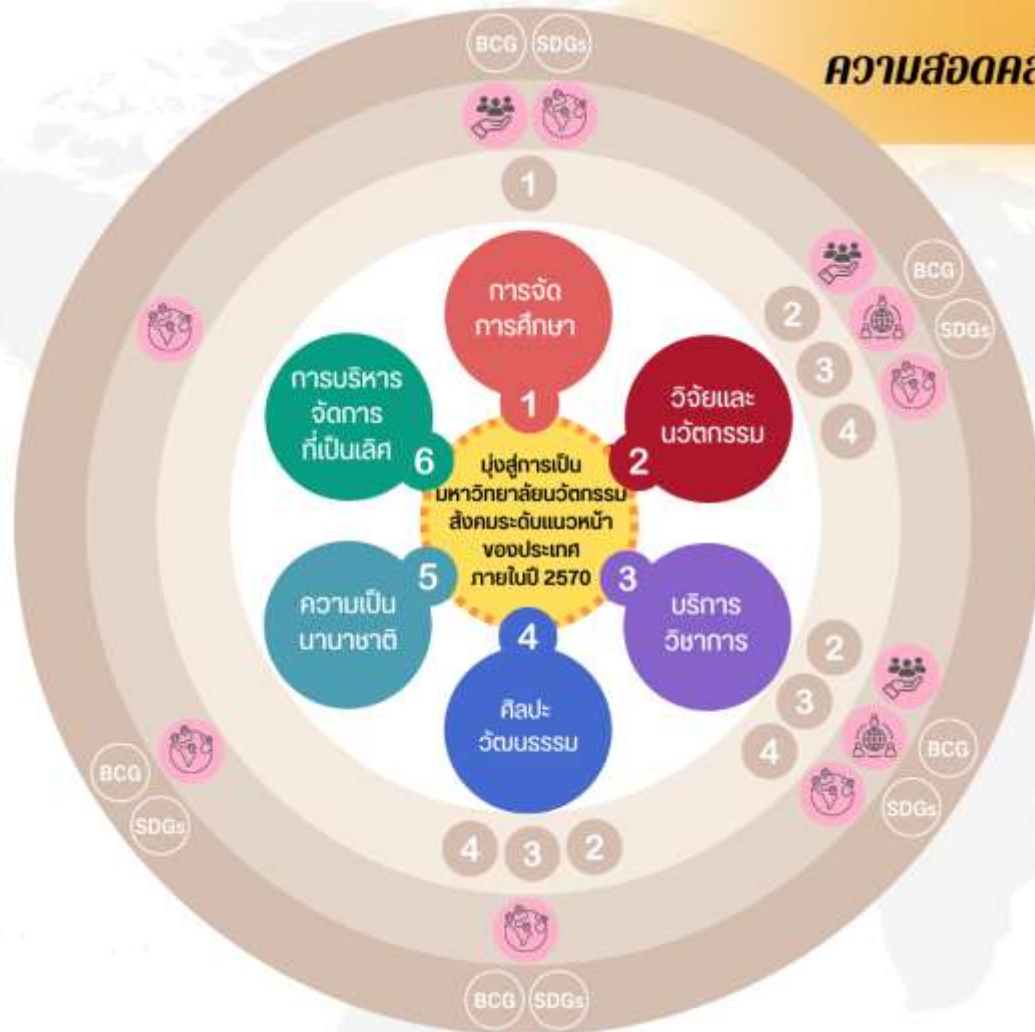 BCG SDGs
ความสอดคล
1
การจัด
การศึกษา
1
2
3
4
BCG
SDGs
วิจัยและ
นวัตกรรม
2
การบริหาร
จัดการ
ที่เป็นเลิศ
6
มุ่งสู่การเป็น
มหาวิทยาลัยนวัตกรรม
สังคมระดับแนวหน้า
ของประเทศ
ภายในปี 2570
5
ความเป็น
นานาชาติ
3
บริการ
วิชาการ
4
ศิลปะ
วัฒนธรรม
2
3
4
BCG
SDGs
BCG
SDGs
4 3 2
BCG SDGs